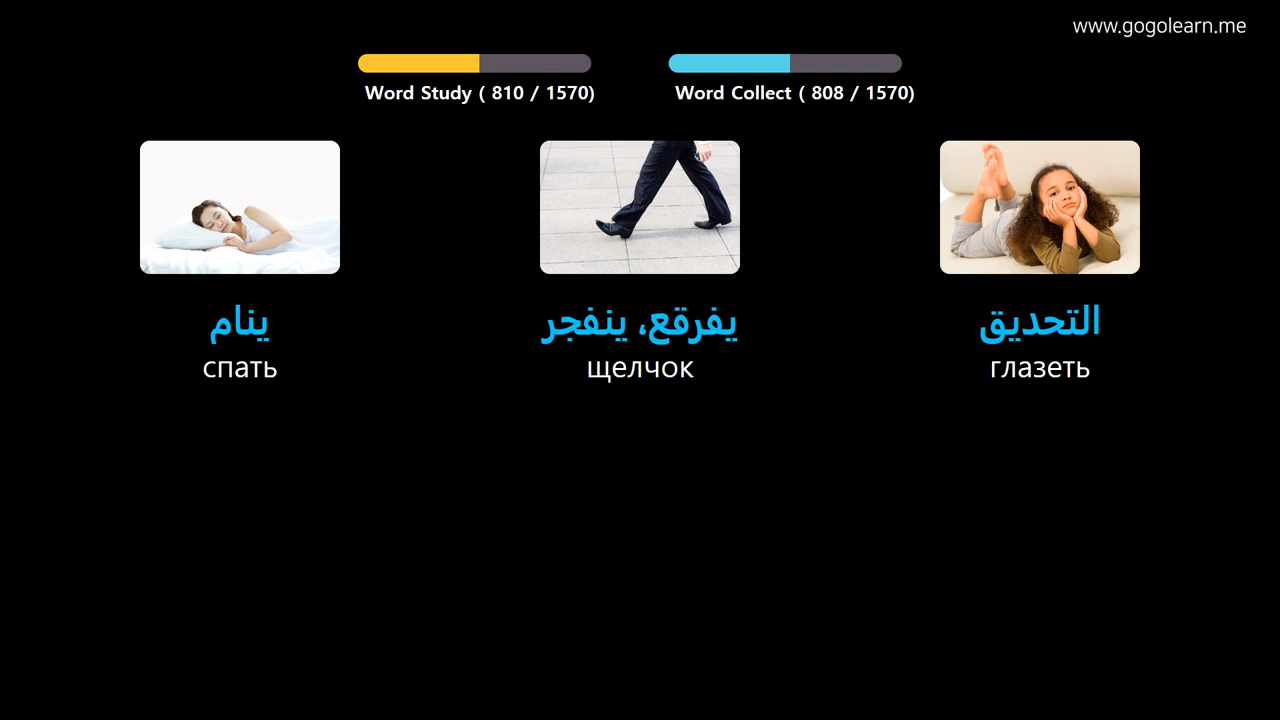 www.gogolearn.me
Word Study ( 810 / 1570)
Word Collect ( 808 / 1570)
ينام
يفرقع، ينفجر
التحديق
спать
щелчок
глазеть